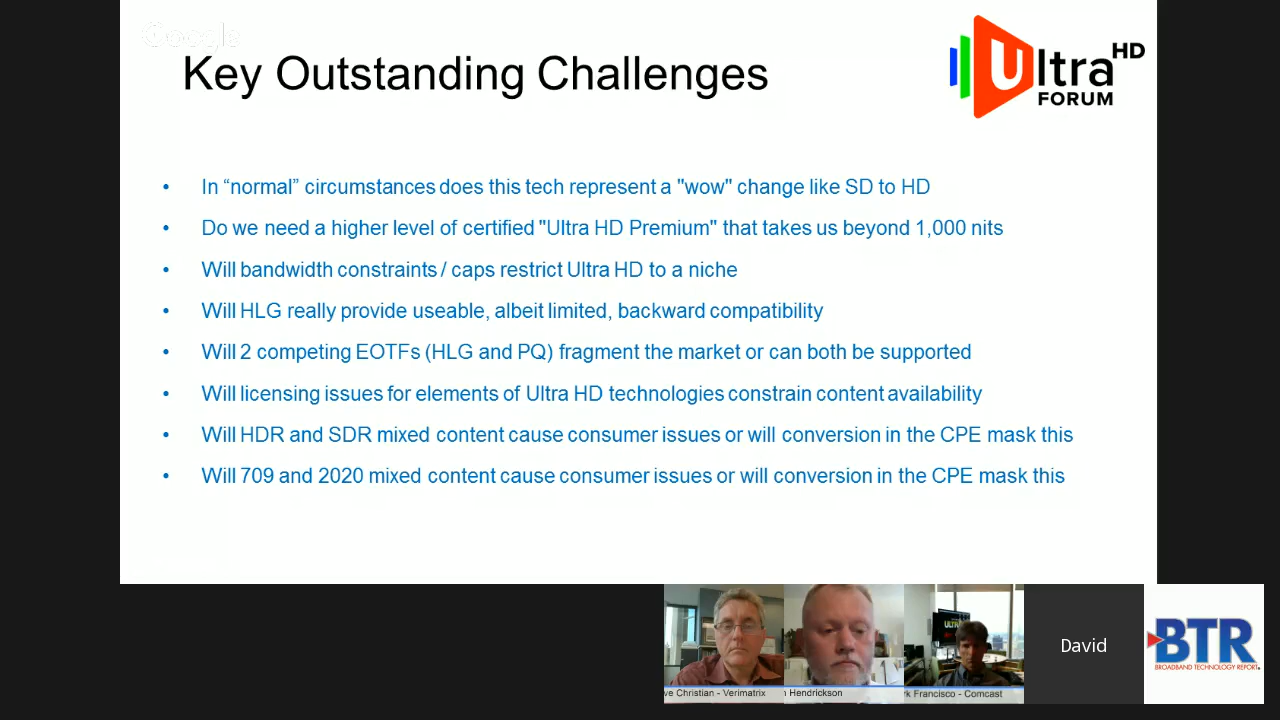 Google
Key Outstanding Challenges
Ultra HD
FORUM
• In “normal” circumstances does this tech represent a "wow" change like SD to HD
• Do we need a higher level of certified "Ultra HD Premium" that takes us beyond 1,000 nits
• Will bandwidth constraints / caps restrict Ultra HD to a niche
• Will HLG really provide useable, albeit limited, backward compatibility
• Will 2 competing EOTFs (HLG and PQ) fragment the market or can both be supported
• Will licensing issues for elements of Ultra HD technologies constrain content availability
• Will HDR and SDR mixed content cause consumer issues or will conversion in the CPE mask this
• Will 709 and 2020 mixed content cause consumer issues or will conversion in the CPE mask this
ve Christian - Verimatrix
Hendrickson
rk Francisco - Comcast
David
BTR
BROADBAND TECHNOLOGY REPORT